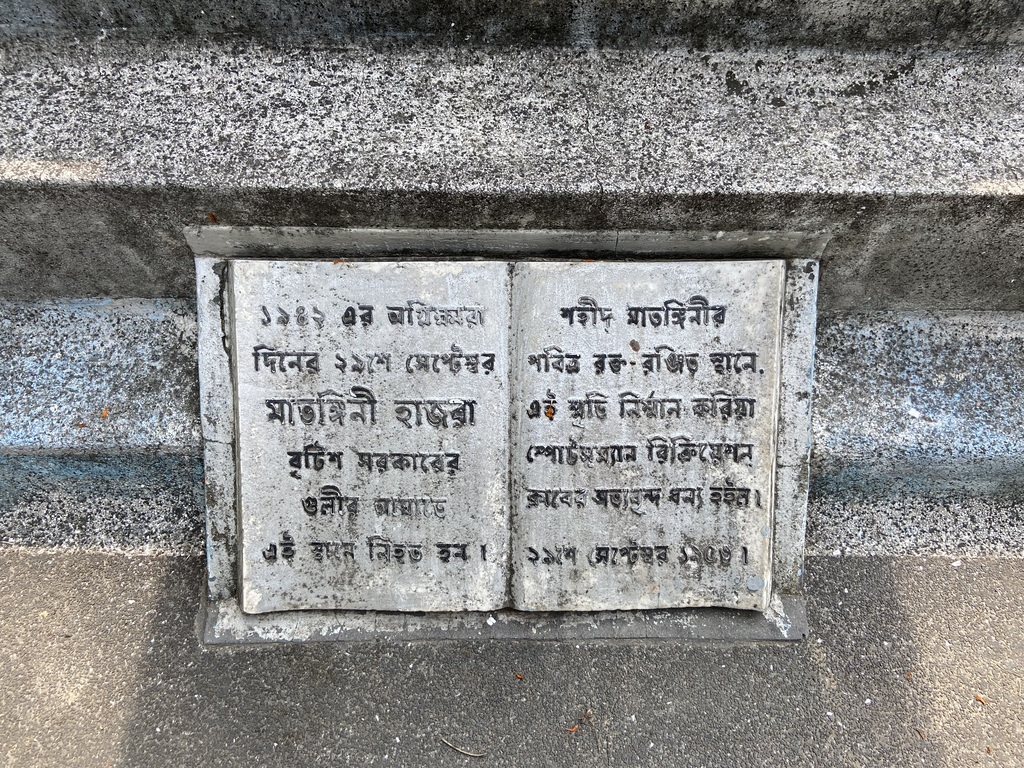 ১৯৪২ এর অগ্নিঝরা
দিনের ২৯শে সেপ্টেম্বর
মাতঙ্গিনী হাজরা
বৃটিশ সরকারের
গুলীর আঘাতে
এই স্থানে নিহত হন ।
শহীদ মাতঙ্গিনীর
পবিত্র রক্ত-রঞ্জিত স্থানে,
এই স্মৃতি নির্মান করিয়া
স্পোর্টসম্যান রিক্রিয়েশন
ক্লাবের সভ্যবৃন্দ ধন্য হইল।
২৯শে সেপ্টেম্বর